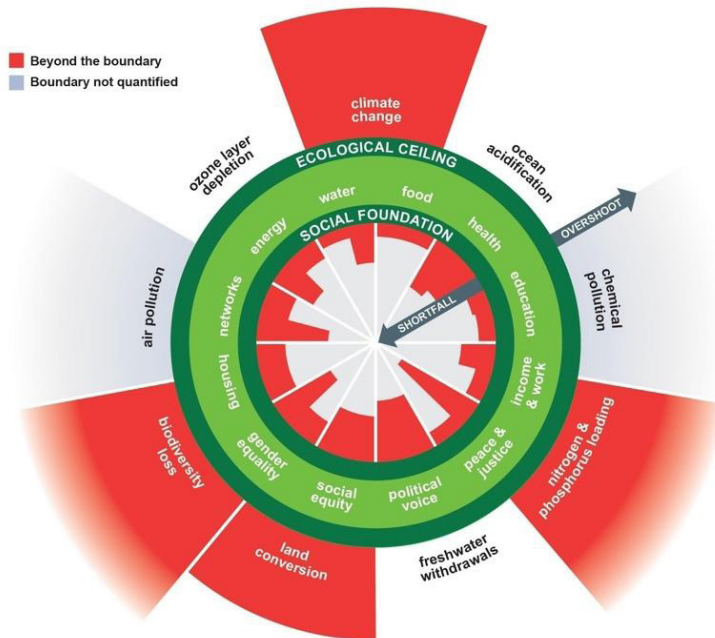 Beyond the boundary
Boundary not quantified
climate
change
ECOLOGICAL CEILING
ozone layer
depletion
ocean
acidification
OVERSHOOT
chemical
pollution
nitrogen &
phosphorus loading
freshwater
withdrawals
land
conversion
biodiversity
loss
air pollution
water
food
health
education
income
& work
peace &
justice
political
voice
social
equity
gender
equality
housing
networks
energy
SOCIAL FOUNDATION
SHORTFALL